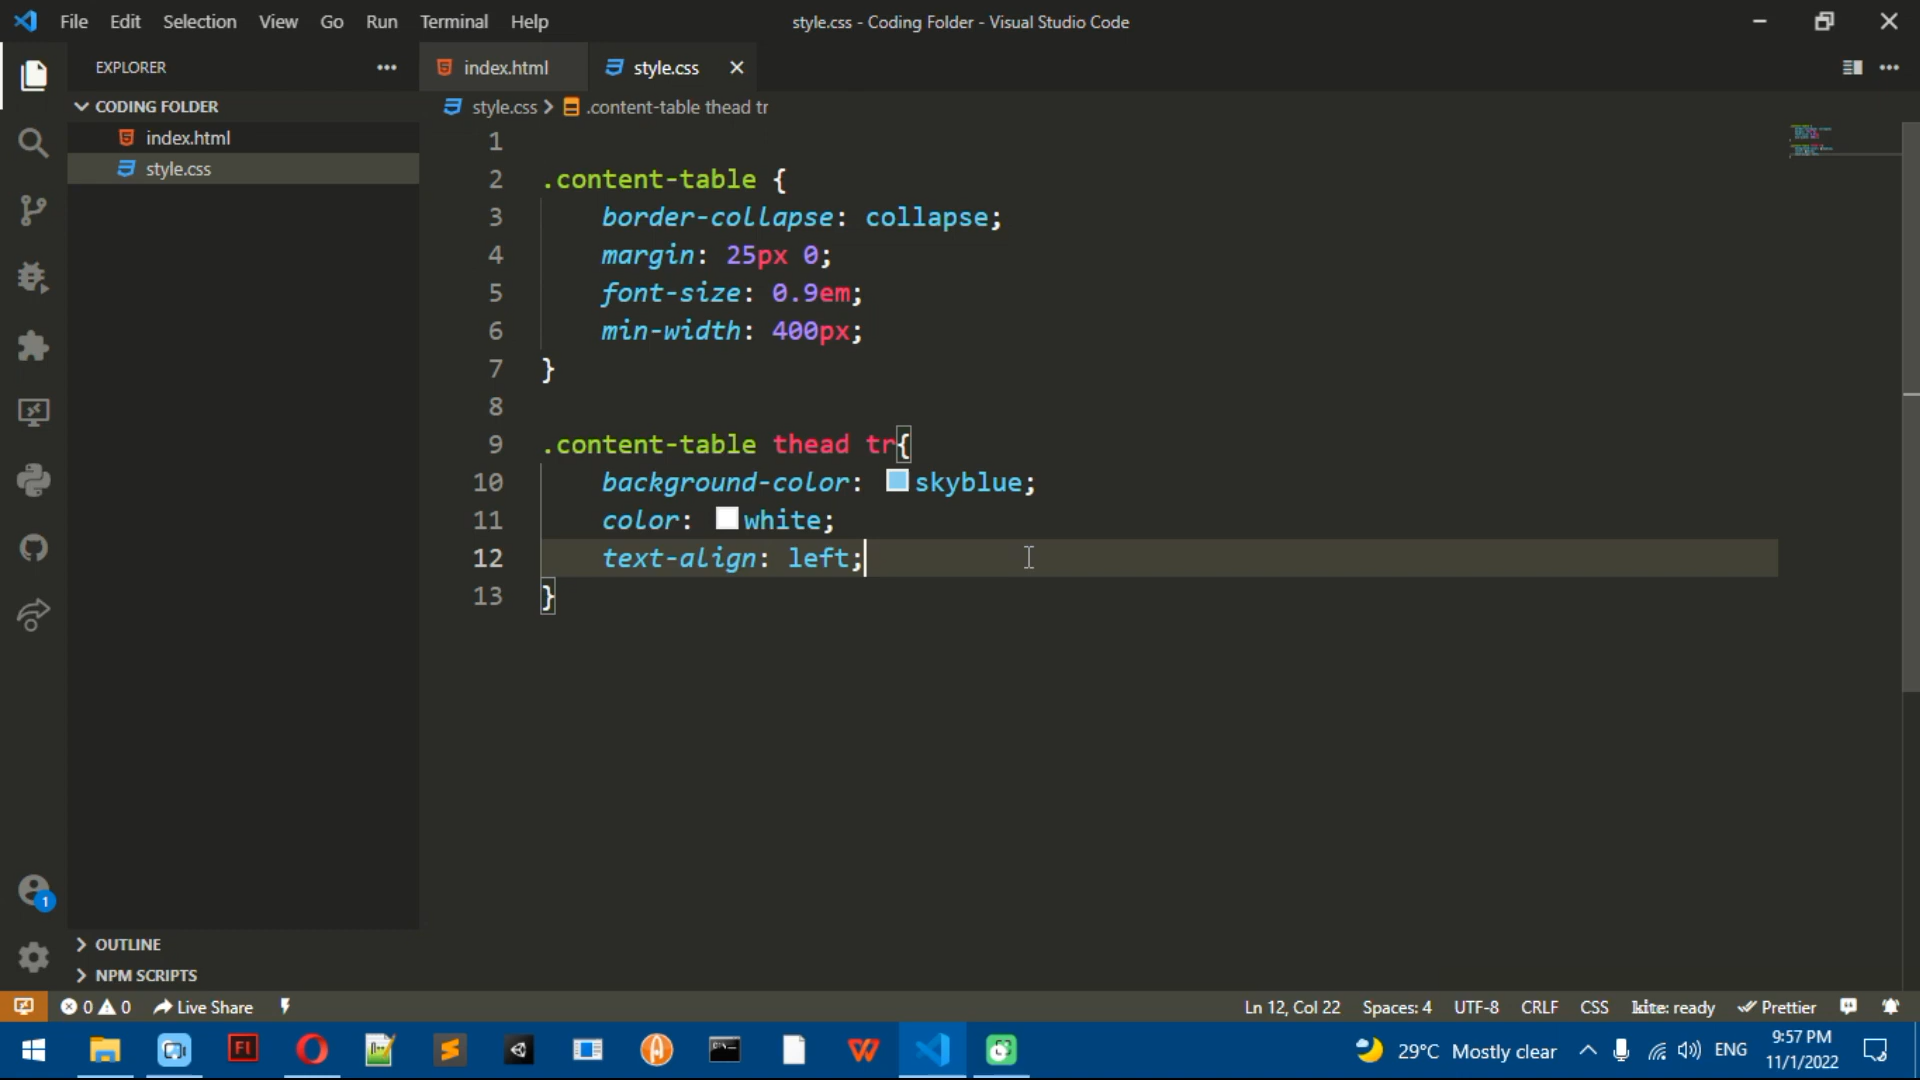 File Edit Selection View Go Run Terminal Help
style.css - Coding Folder - Visual Studio Code
EXPLORER
index.html
style.css
CODING FOLDER
index.html
style.css
style.css > .content-table thead tr
1
2 .content-table {
3 border-collapse: collapse;
4 margin: 25px 0;
5 font-size: 0.9em;
6 min-width: 400px;
7 }
8
9 .content-table thead tr{
10 background-color: skyblue;
11 color: white;
12 text-align: left;
13 }
1
OUTLINE
NPM SCRIPTS
0 0 Live Share
Ln 12, Col 22 Spaces: 4 UTF-8 CRLF CSS kite: ready Prettier
Fl
29°C Mostly clear
ENG
9:57 PM
11/1/2022